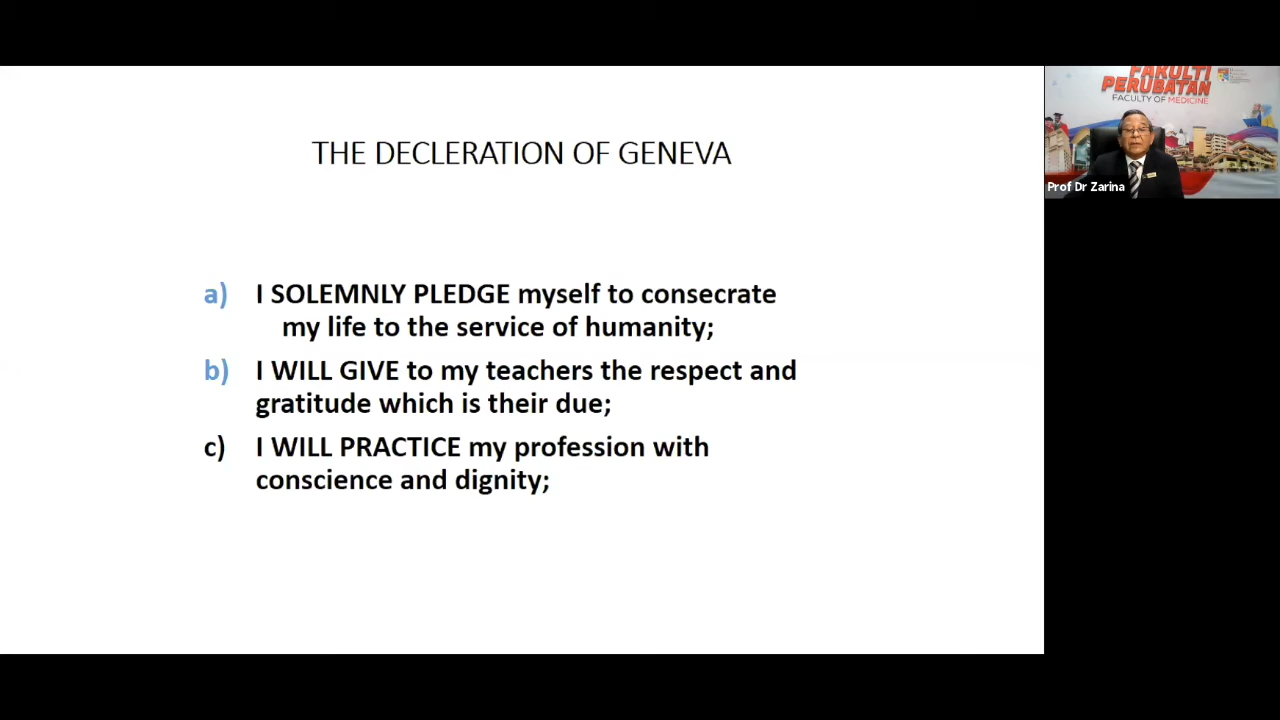 THE DECLERATION OF GENEVA
a) I SOLEMNLY PLEDGE myself to consecrate
my life to the service of humanity;
b) I WILL GIVE to my teachers the respect and
gratitude which is their due;
c) I WILL PRACTICE my profession with
conscience and dignity;
FAKULTI
PERUBATAN
FACULTY OF MEDICINE
Prof Dr Zarina